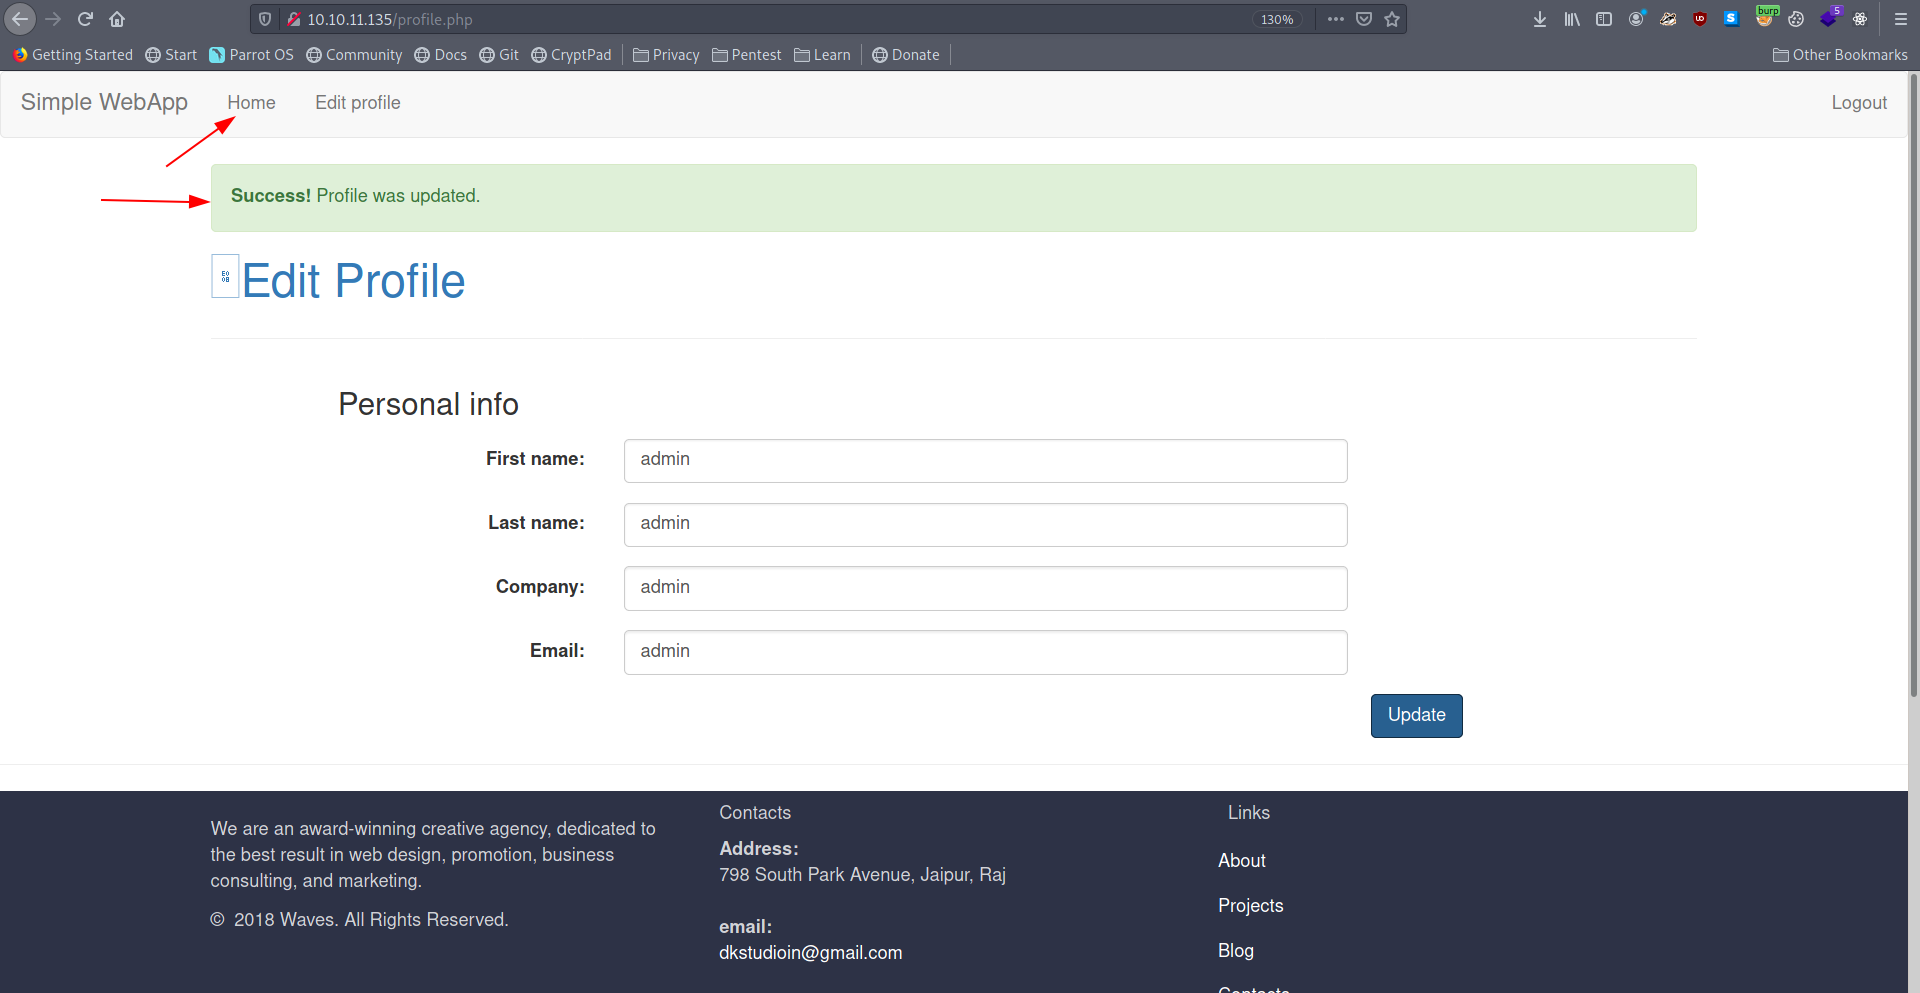 10.10.11.135/profile.php
130%
burp
5
Getting Started Start Parrot OS Community Docs Git CryptPad Privacy Pentest Learn Donate Other Bookmarks
Simple WebApp Home Edit profile Logout
Success! Profile was updated.
Edit Profile
Personal info
First name: admin
Last name: admin
Company: admin
Email: admin
Update
We are an award-winning creative agency, dedicated to
the best result in web design, promotion, business
consulting, and marketing.
© 2018 Waves. All Rights Reserved.
Contacts
Address:
798 South Park Avenue, Jaipur, Raj
email:
dkstudioin@gmail.com
Links
About
Projects
Blog